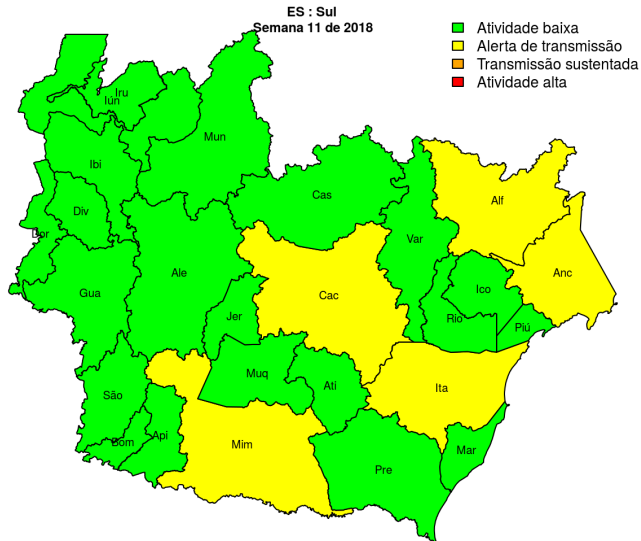 ES : Sul
Semana 11 de 2018
Atividade baixa
Alerta de transmissão
Transmissão sustentada
Atividade alta
Iru
Iún
Mun
Ibi
Cas
Alf
Div
Dor
Var
Ale
Anc
Gua
Cac
Ico
Jer
Rio
Piú
Muq
Ati
Ita
São
Api
Bom
Mim
Mar
Pre